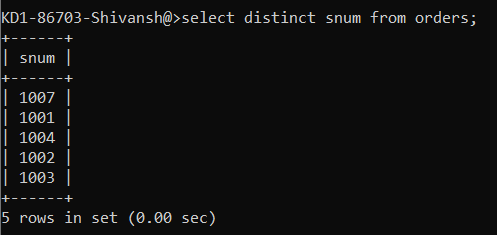 KD1-86703-Shivansh@>select distinct snum from orders;
+------+
| snum |
+------+
| 1007 |
| 1001 |
| 1004 |
| 1002 |
| 1003 |
+------+
5 rows in set (0.00 sec)